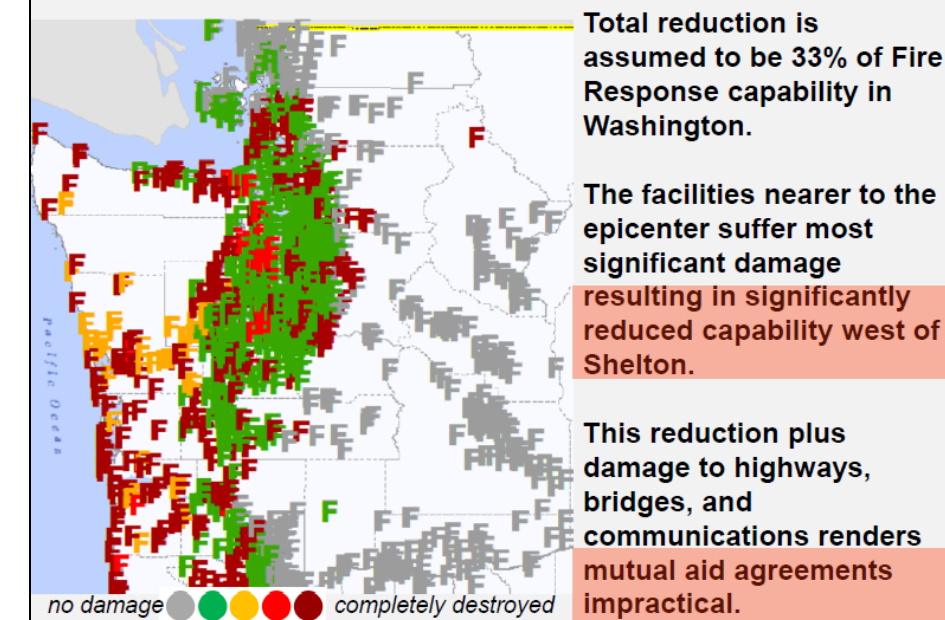 Total reduction is
assumed to be 33% of Fire
Response capability in
Washington.
The facilities nearer to the
epicenter suffer most
significant damage
resulting in significantly
reduced capability west of
Shelton.
This reduction plus
damage to highways,
bridges, and
communications renders
mutual aid agreements
impractical.
Pacific Ocean
no damage completely destroyed